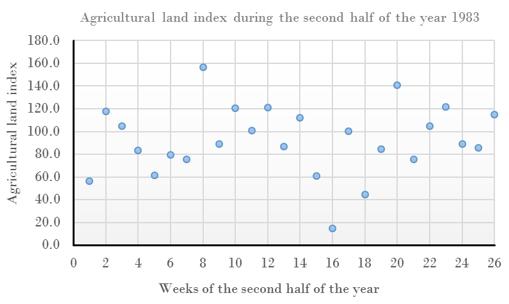 Agricultural land index during the second half of the year 1983
Agricultural land index
180.0
160.0
140.0
120.0
100.0
80.0
60.0
40.0
20.0
0.0
0 2 4 6 8 10 12 14 16 18 20 22 24 26
Weeks of the second half of the year